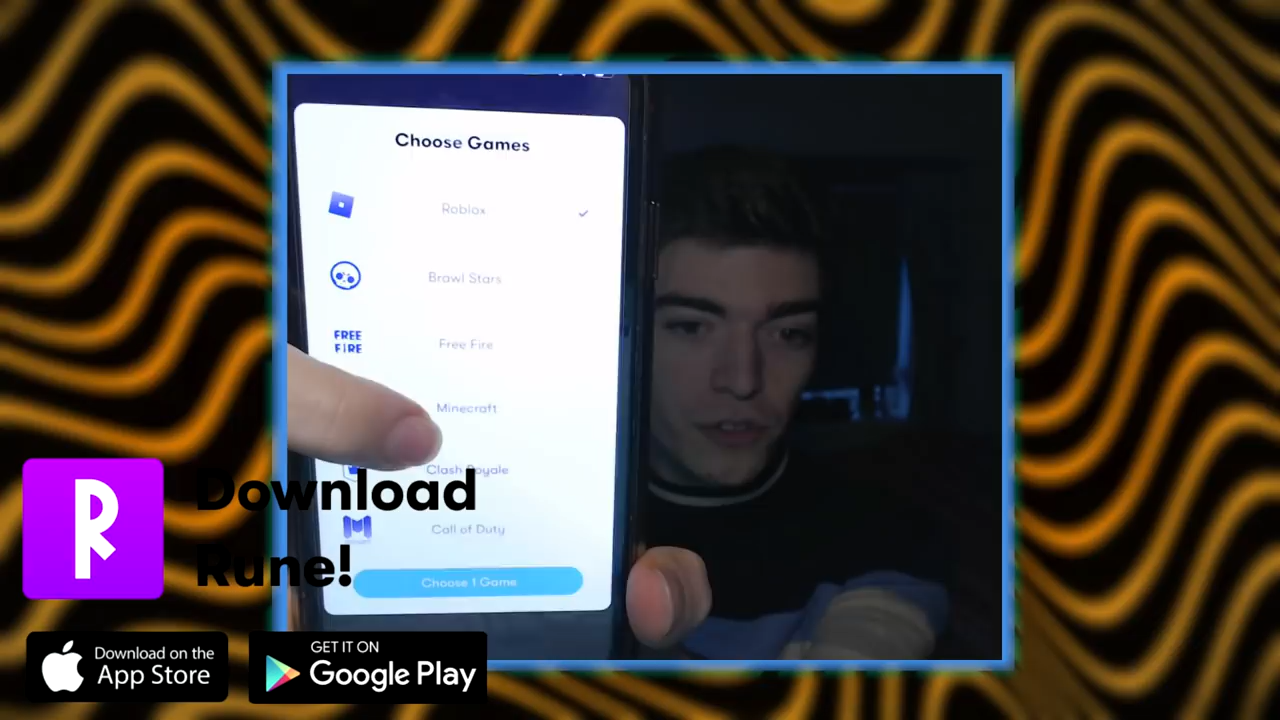 Choose Games
Roblox
Brawl Stars
FREE
FIRE
Free Fire
Minecraft
Clash Royale
Call of Duty
Choose 1 Game
R
Download
Rune!
Download on the
App Store
GET IT ON
Google Play